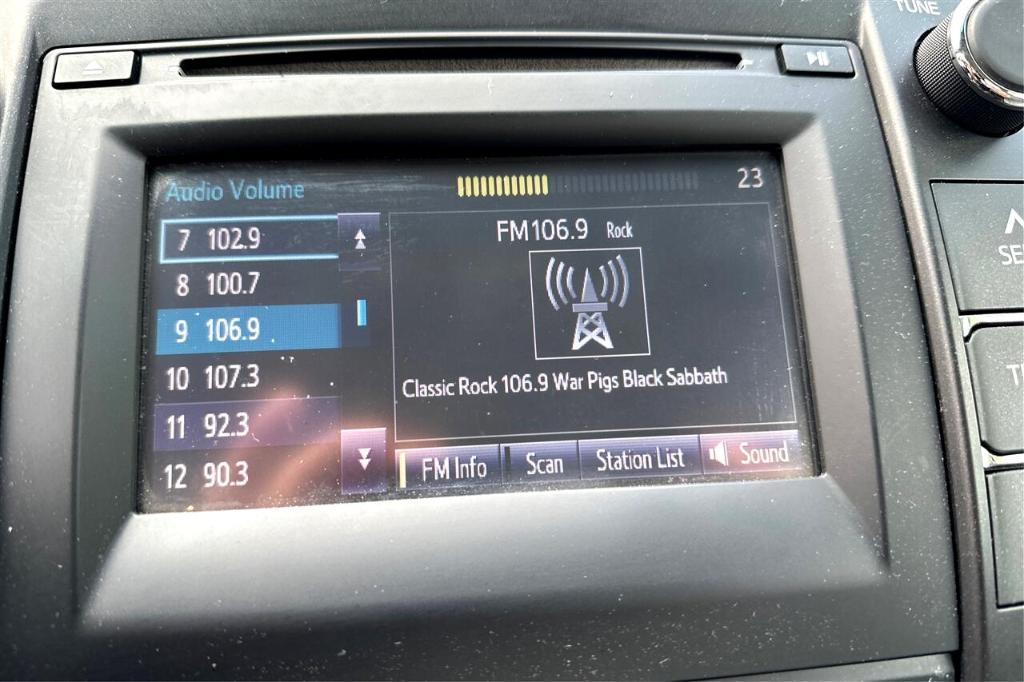 TUNE
Audio Volume 23
FM106.9 Rock
7 102.9
8 100.7
9 106.9
10 107.3
11 92.3
12 90.3
Classic Rock 106.9 War Pigs Black Sabbath
FM Info Scan Station List Sound